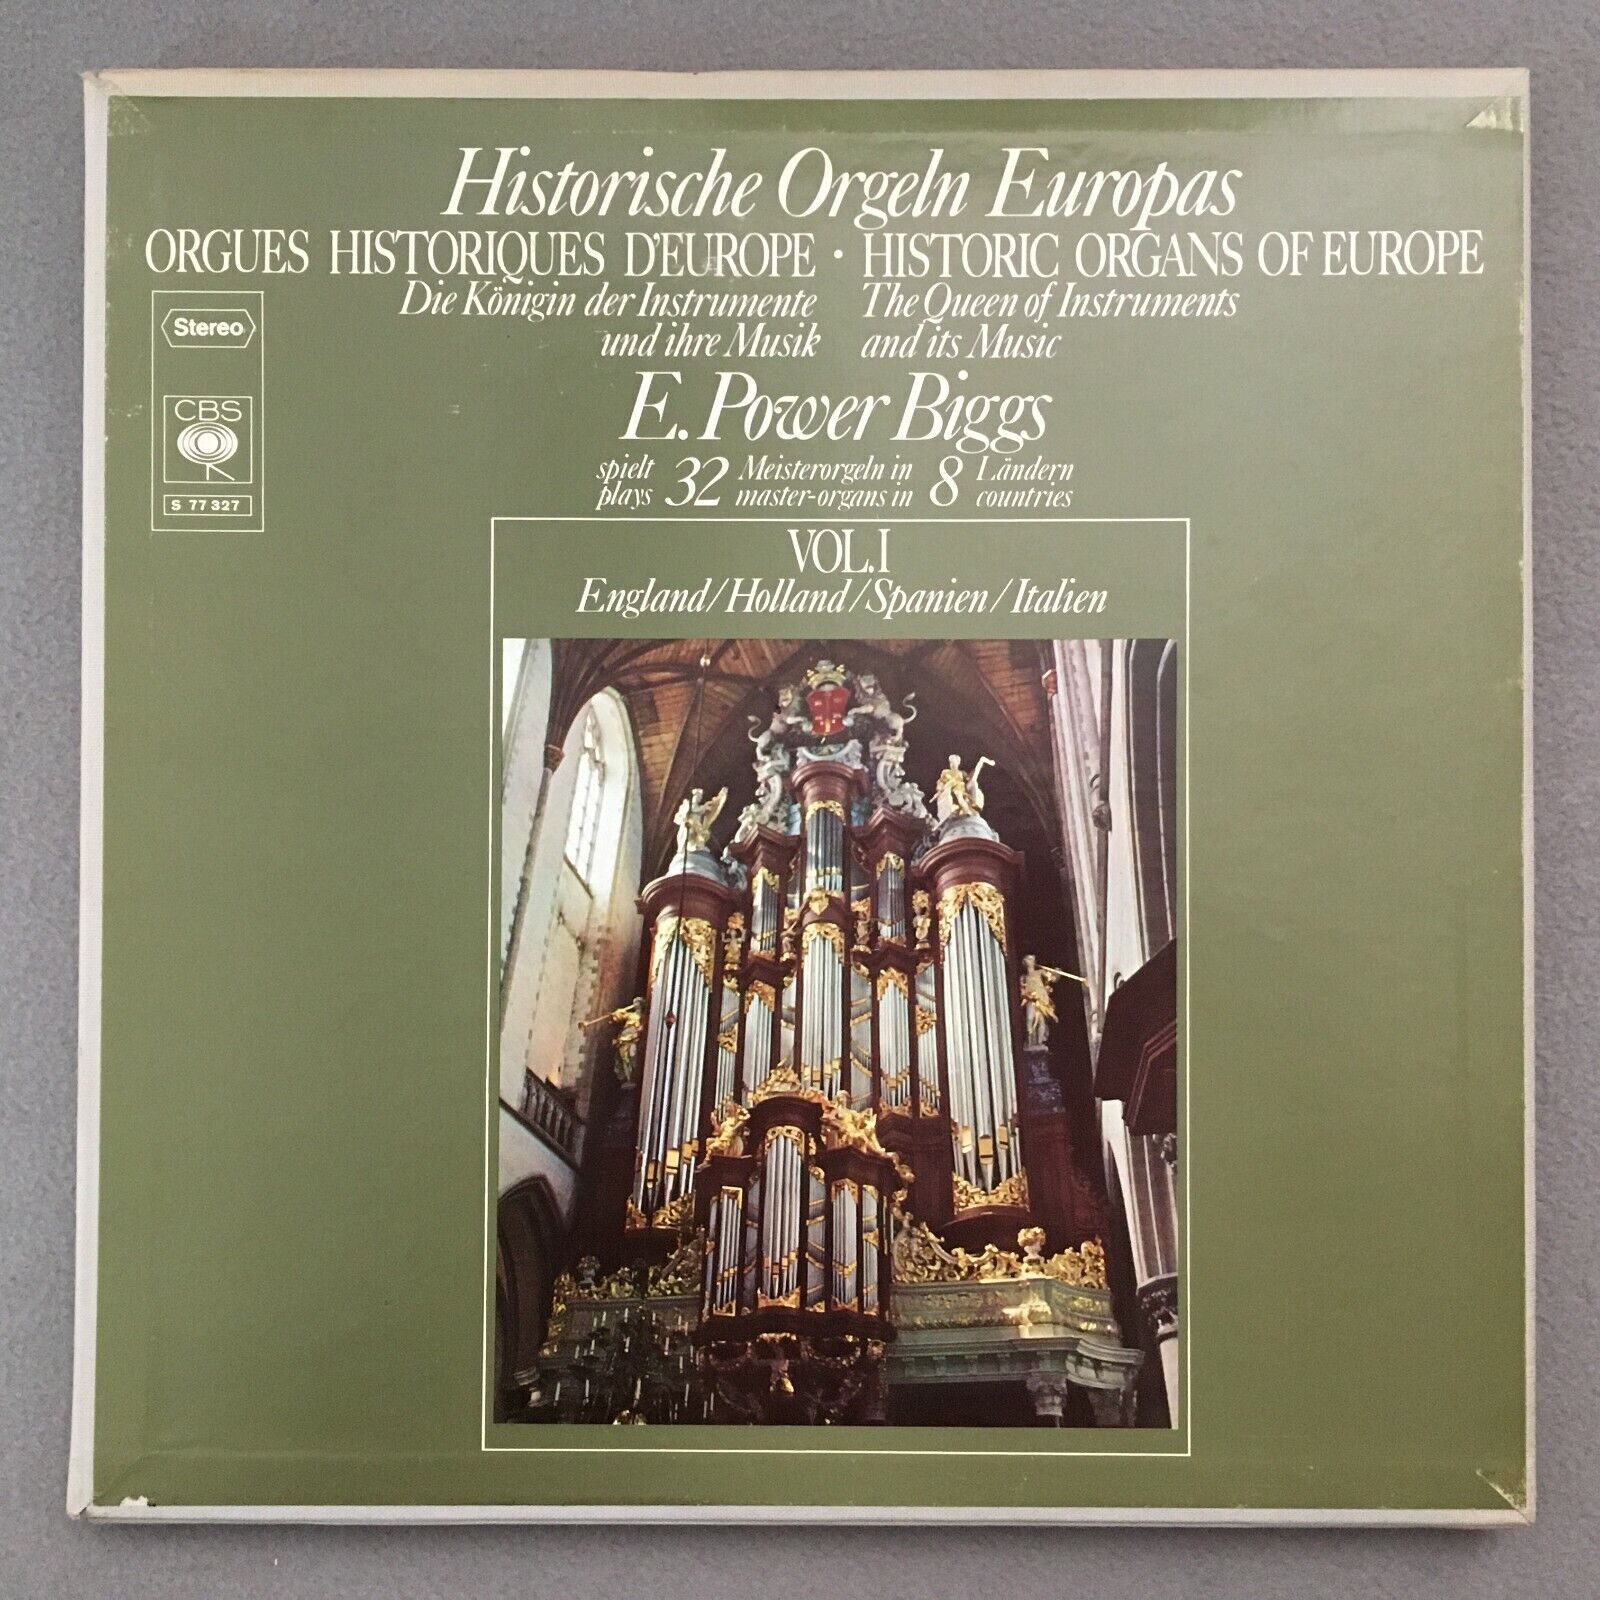 Historische Orgeln Europas
ORGUES HISTORIQUES D'EUROPE · HISTORIC ORGANS OF EUROPE
Die Königin der Instrumente
und ihre Musik
The Queen of Instruments
and its Music
Stereo
CBS
S 77 327
E. Power Biggs
spielt 32 Meisterorgeln in 8 Ländern
plays 32 master-organs in 8 countries
VOL. I
England/Holland/Spanien/Italien